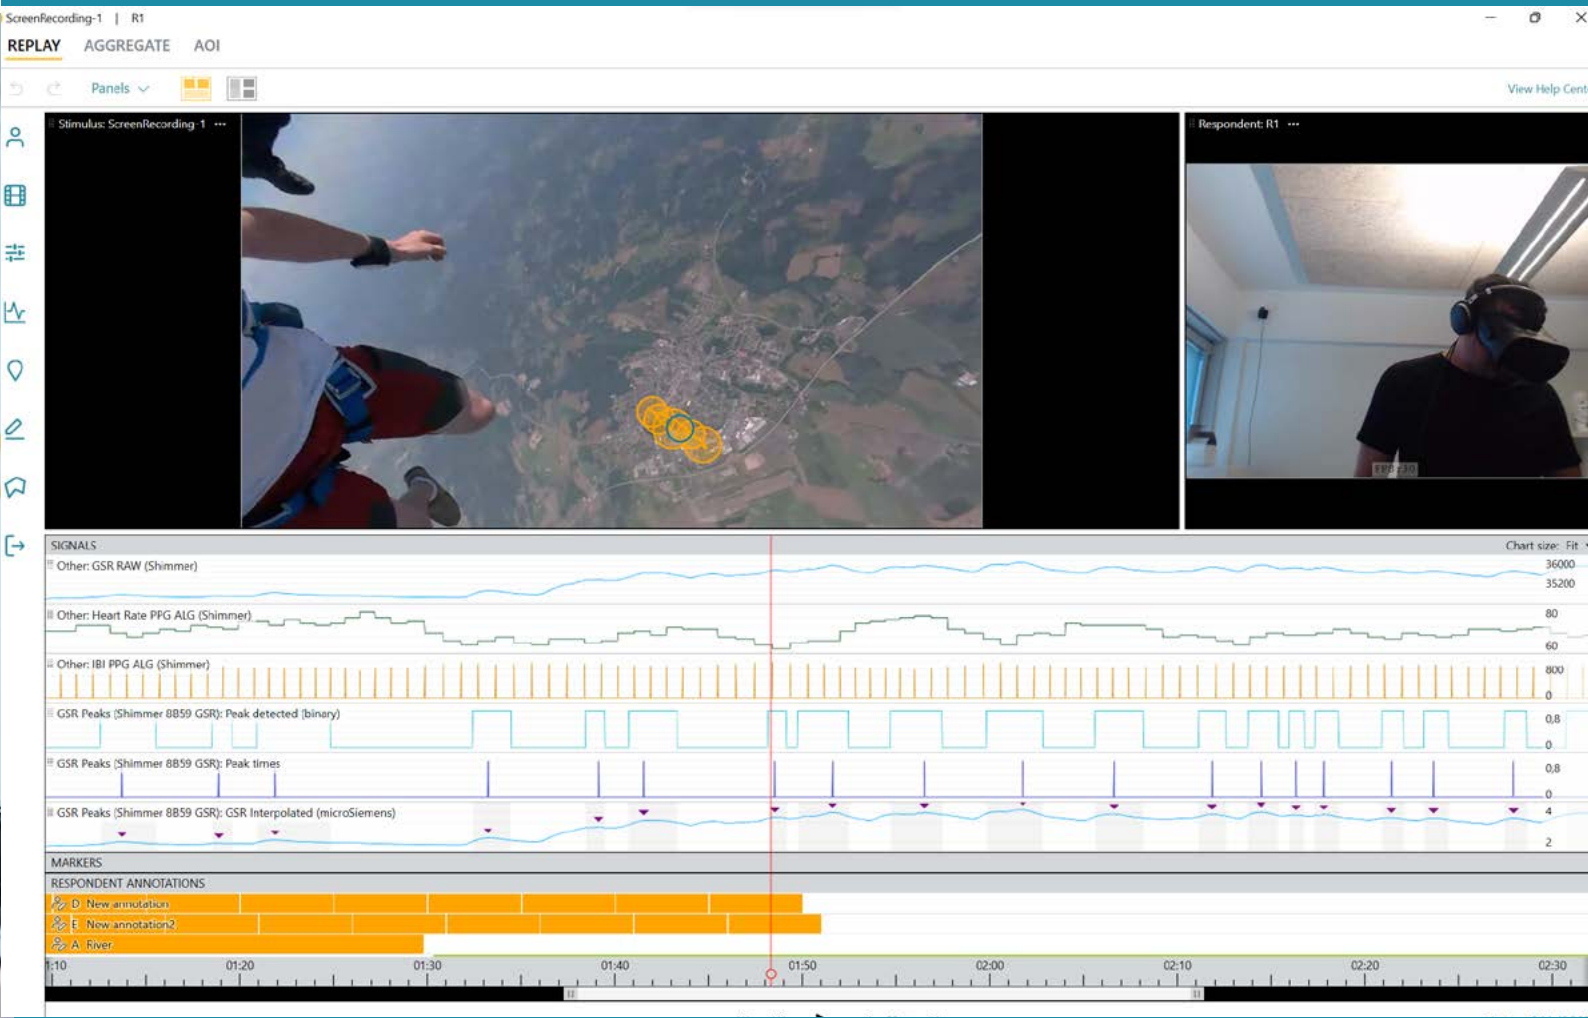 ScreenRecording-1 | R1
REPLAY AGGREGATE AOI
Panels
View Help Cent
Stimulus: ScreenRecording-1 ...
Respondent: R1 ...
SIGNALS
Chart size: Fit
Other: GSR RAW (Shimmer)
36000
35200
Other: Heart Rate PPG ALG (Shimmer)
80
60
Other: IBI PPG ALG (Shimmer)
800
0
GSR Peaks (Shimmer 8B59 GSR): Peak detected (binary)
0,8
0
GSR Peaks (Shimmer 8B59 GSR): Peak times
0,8
0
GSR Peaks (Shimmer 8B59 GSR): GSR Interpolated (microSiemens)
4
2
MARKERS
RESPONDENT ANNOTATIONS
D New annotation
E New annotation2
A River
1:10 01:20 01:30 01:40 01:50 02:00 02:10 02:20 02:30